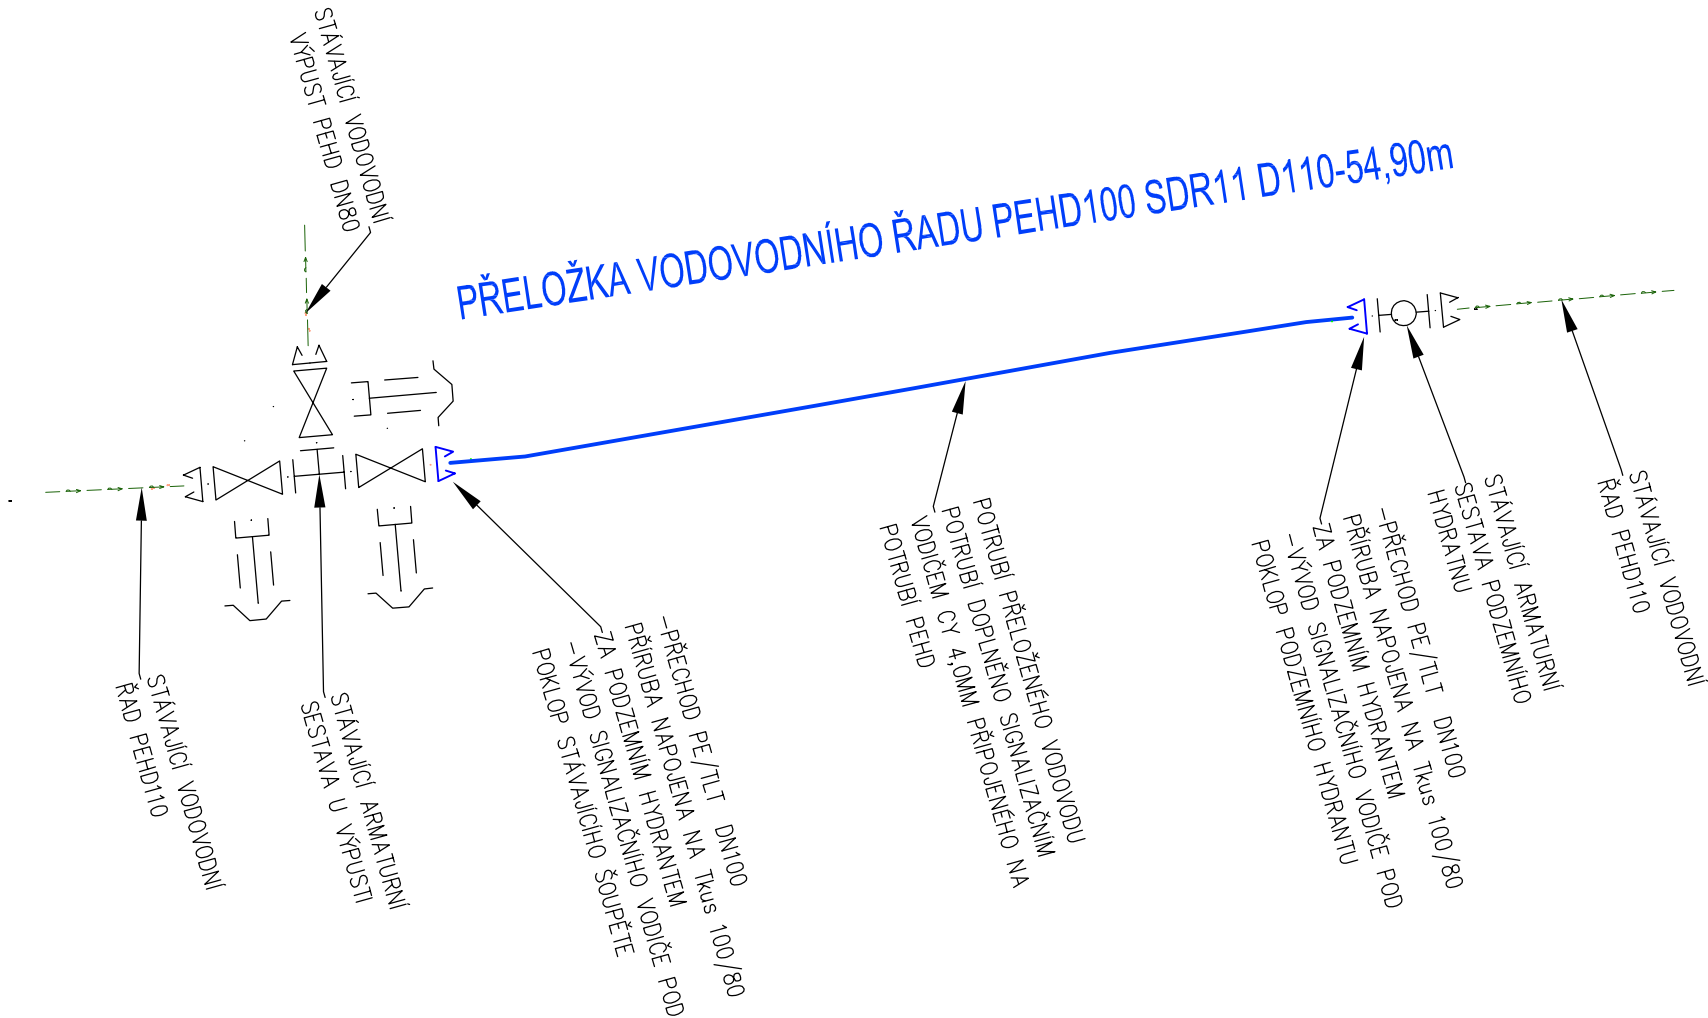 STÁVAJÍCÍ VODOVODNÍ
VÝPUST PEHD DN80
PŘELOŽKA VODOVODNÍHO ŘADU PEHD100 SDR11 D110-54,90m
STÁVAJÍCÍ VODOVODNÍ
ŘAD PEHD110
STÁVAJÍCÍ ARMATURNÍ
SESTAVA U VÝPUSTI
-PŘECHOD PE/TLT DN100
PŘÍRUBA NAPOJENA NA Tkus 100/80
ZA PODZEMNÍM HYDRANTEM
-VÝVOD SIGNALIZAČNÍHO VODIČE POD
POKLOP STÁVAJÍCÍHO ŠOUPĚTE
POTRUBÍ PŘELOŽENÉHO VODOVODU
POTRUBÍ DOPLNĚNO SIGNALIZAČNÍM
VODIČEM CY 4,0MM PŘIPOJENÉHO NA
POTRUBÍ PEHD
-PŘECHOD PE/TLT DN100
PŘÍRUBA NAPOJENA NA Tkus 100/80
ZA PODZEMNÍM HYDRANTEM
-VÝVOD SIGNALIZAČNÍHO VODIČE POD
POKLOP PODZEMNÍHO HYDRANTU
STÁVAJÍCÍ ARMATURNÍ
SESTAVA PODZEMNÍHO
HYDRATNU
STÁVAJÍCÍ VODOVODNÍ
ŘAD PEHD110